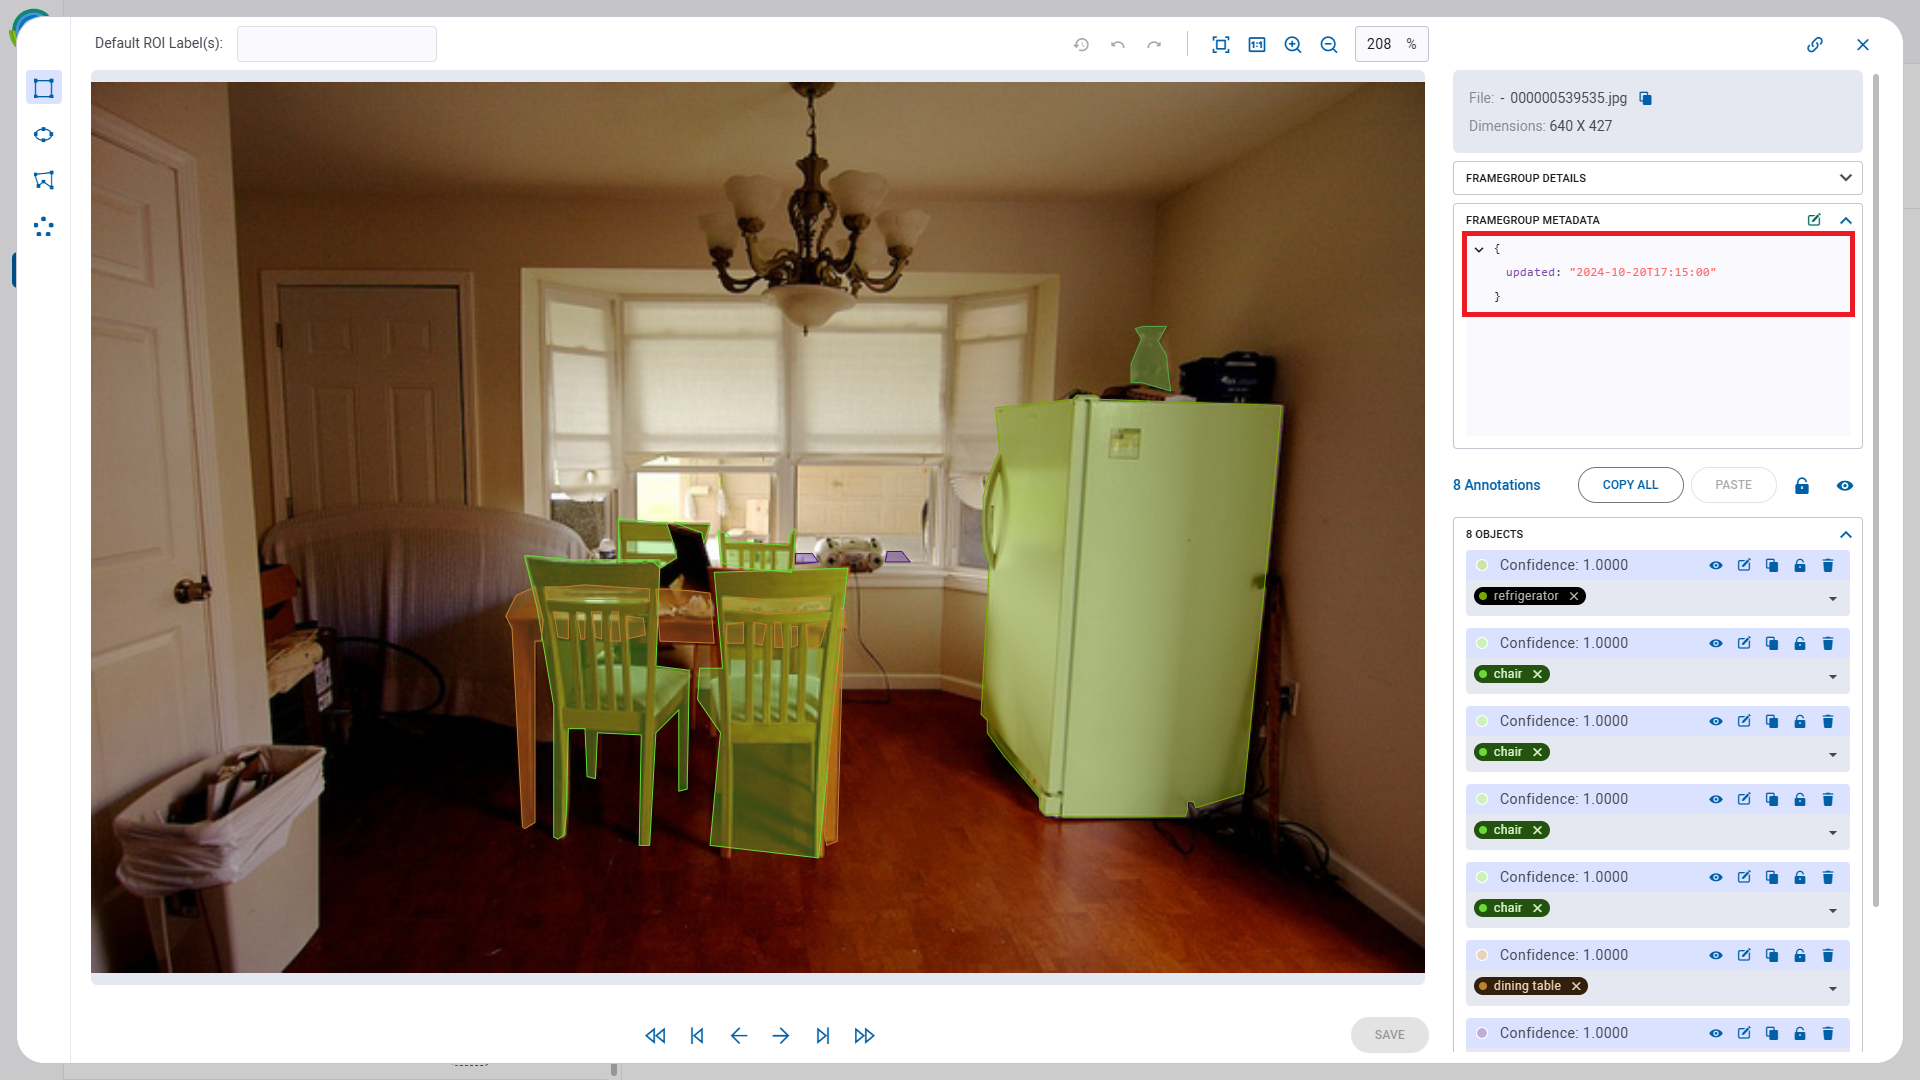 Default ROI Label(s):
1:1
208 %
File: - 000000539535.jpg
Dimensions: 640 X 427
FRAMEGROUP DETAILS
FRAMEGROUP METADATA
{
updated: "2024-10-20T17:15:00"
}
8 Annotations
COPY ALL
PASTE
8 OBJECTS
Confidence: 1.0000
refrigerator
Confidence: 1.0000
chair
Confidence: 1.0000
chair
Confidence: 1.0000
chair
Confidence: 1.0000
chair
Confidence: 1.0000
dining table
Confidence: 1.0000
SAVE